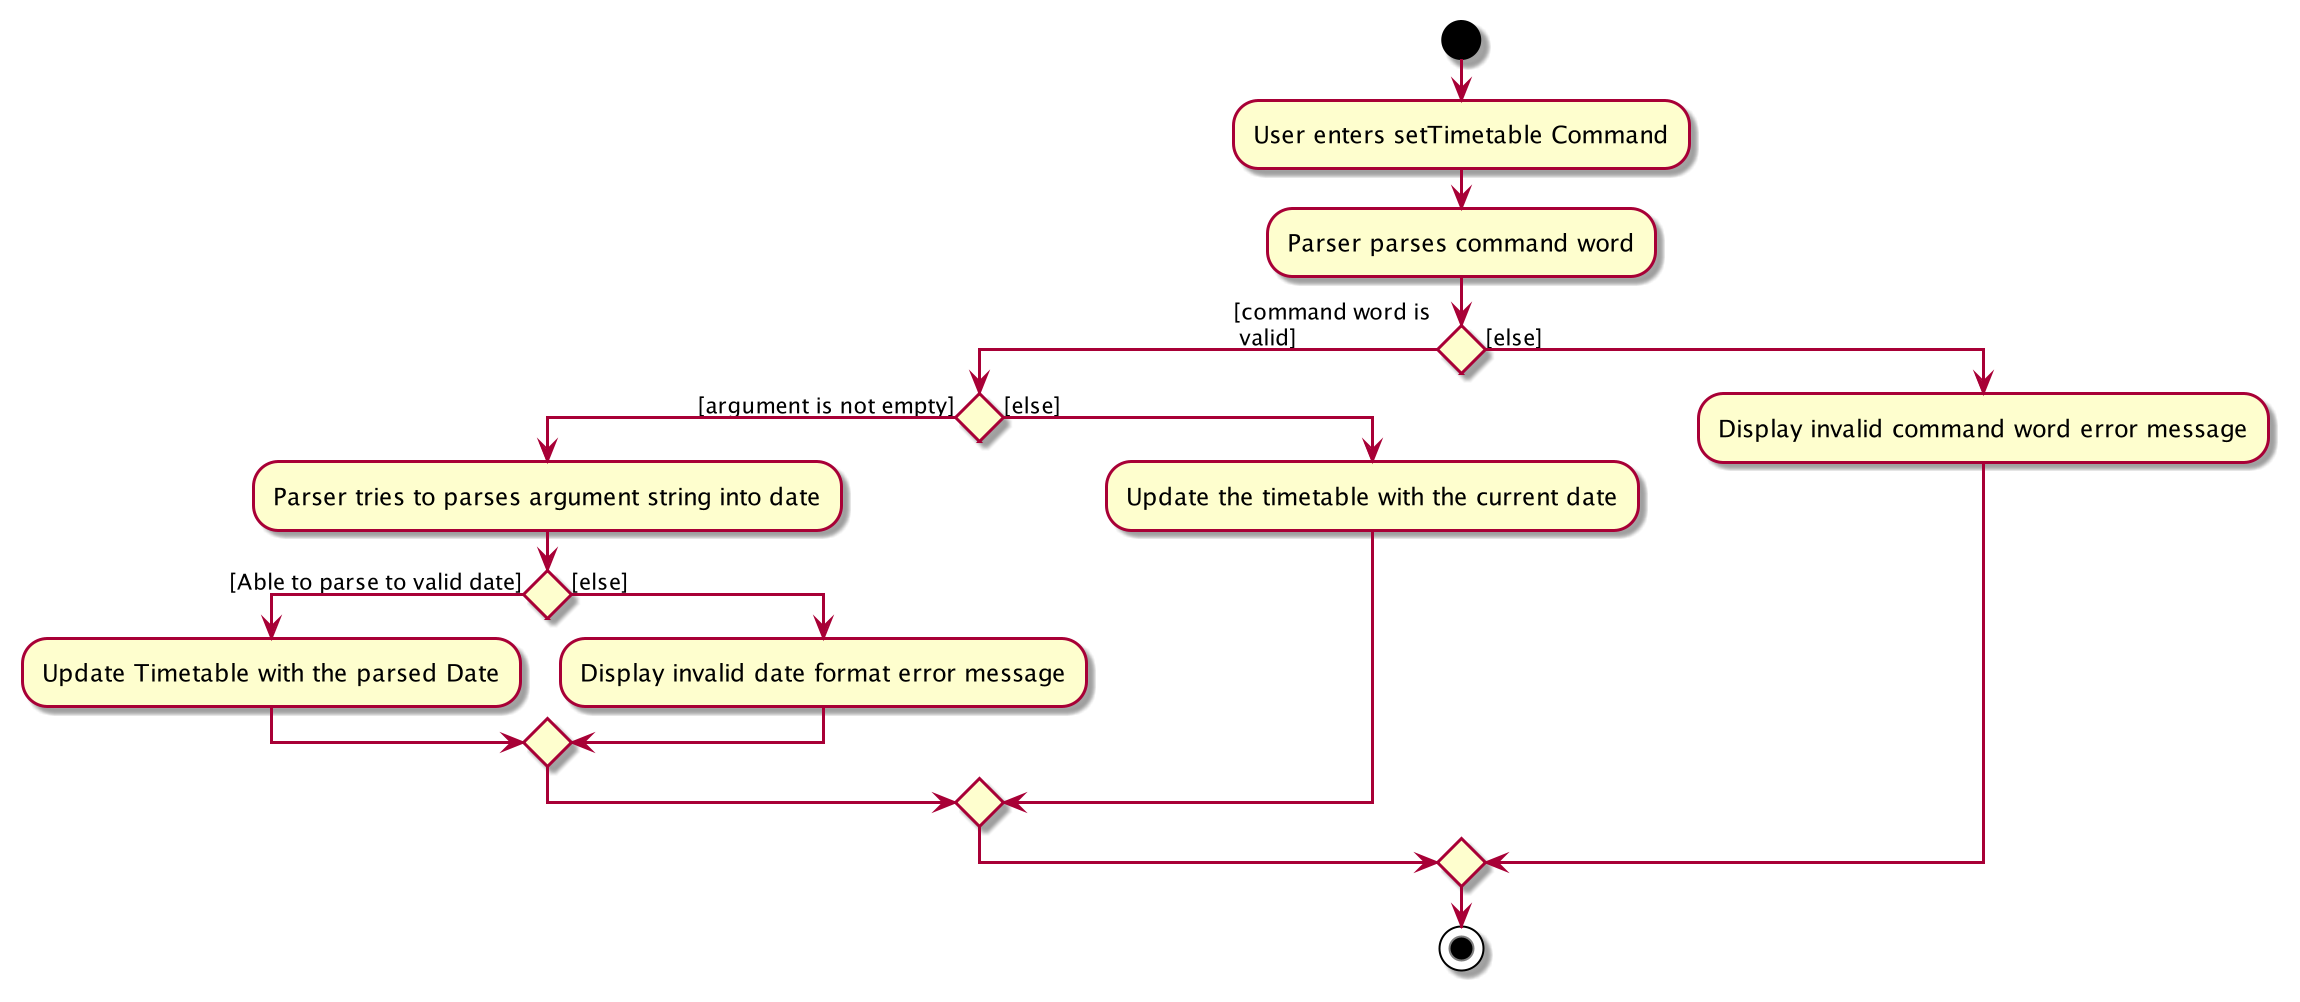 User enters setTimetable Command
Parser parses command word
[command word is
valid]
[else]
[argument is not empty]
[else]
Display invalid command word error message
Parser tries to parses argument string into date
Update the timetable with the current date
[Able to parse to valid date]
[else]
Update Timetable with the parsed Date
Display invalid date format error message